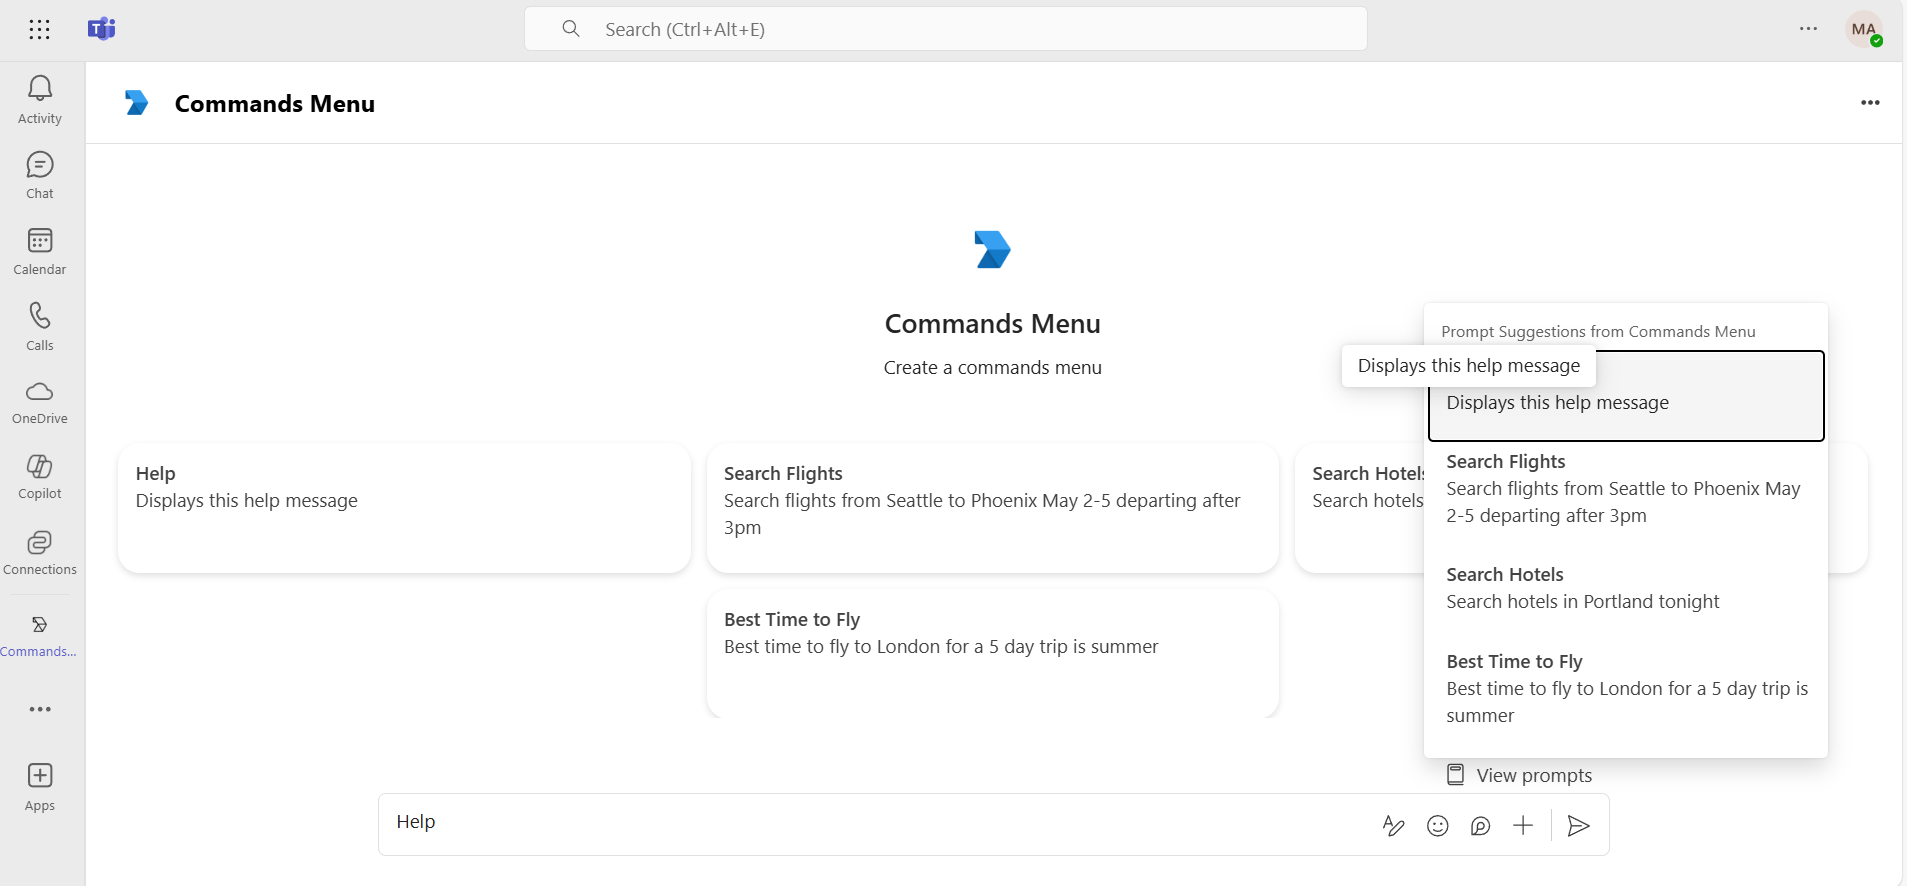 Search (Ctrl+Alt+E)
MA
Activity
Chat
Calendar
Calls
OneDrive
Copilot
Connections
Commands...
Apps
Commands Menu
Commands Menu
Create a commands menu
Help
Displays this help message
Search Flights
Search flights from Seattle to Phoenix May 2-5 departing after
3pm
Search Hotels
Search hotels
Best Time to Fly
Best time to fly to London for a 5 day trip is summer
Prompt Suggestions from Commands Menu
Displays this help message
Displays this help message
Search Flights
Search flights from Seattle to Phoenix May
2-5 departing after 3pm
Search Hotels
Search hotels in Portland tonight
Best Time to Fly
Best time to fly to London for a 5 day trip is
summer
View prompts
Help